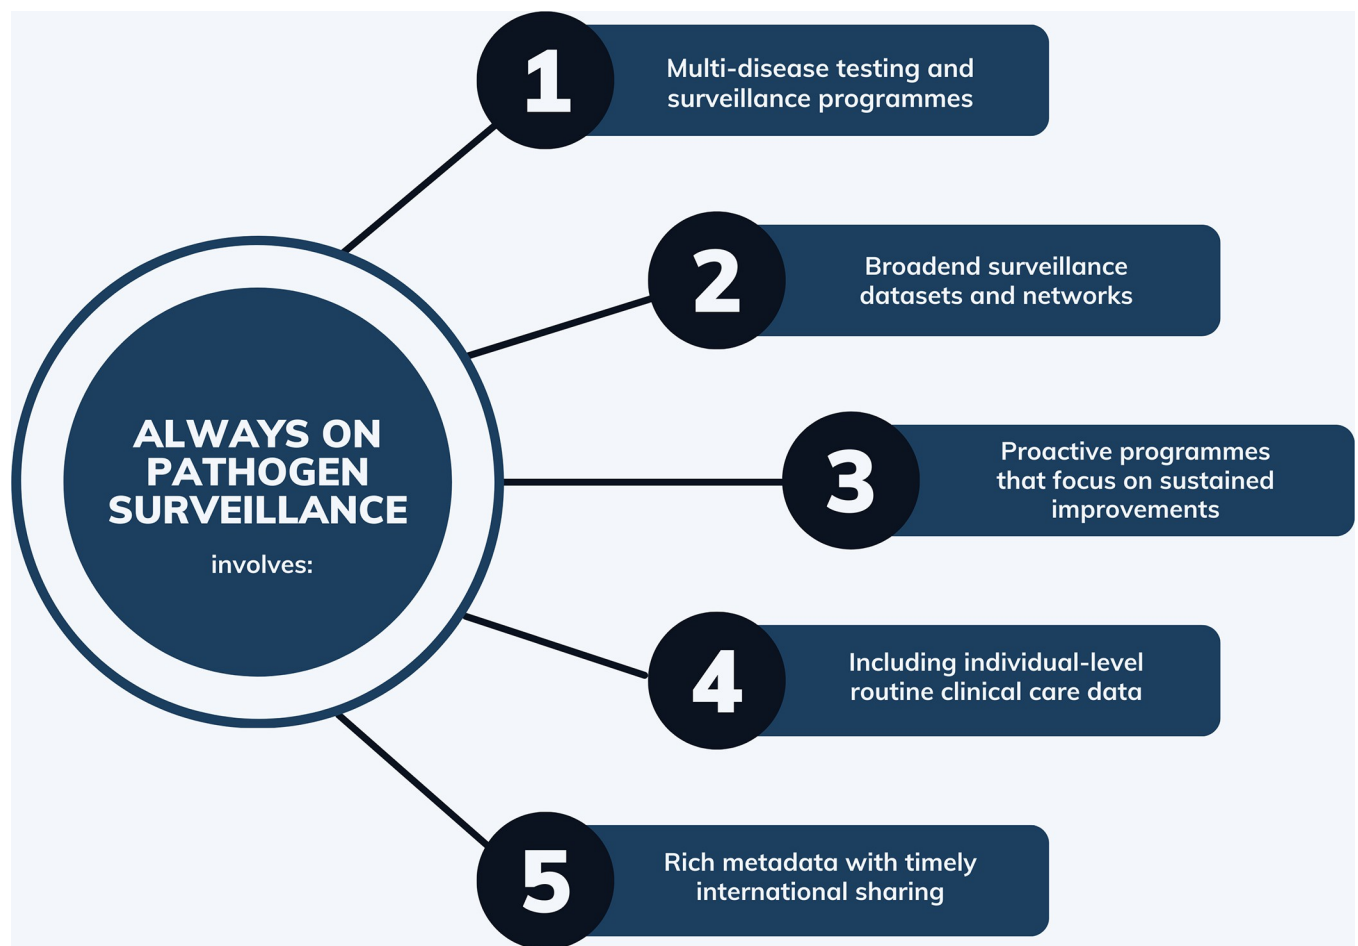 1
Multi-disease testing and
surveillance programmes
2
Broadend surveillance
datasets and networks
ALWAYS ON
PATHOGEN
SURVEILLANCE
involves:
3
Proactive programmes
that focus on sustained
improvements
4
Including individual-level
routine clinical care data
5
Rich metadata with timely
international sharing